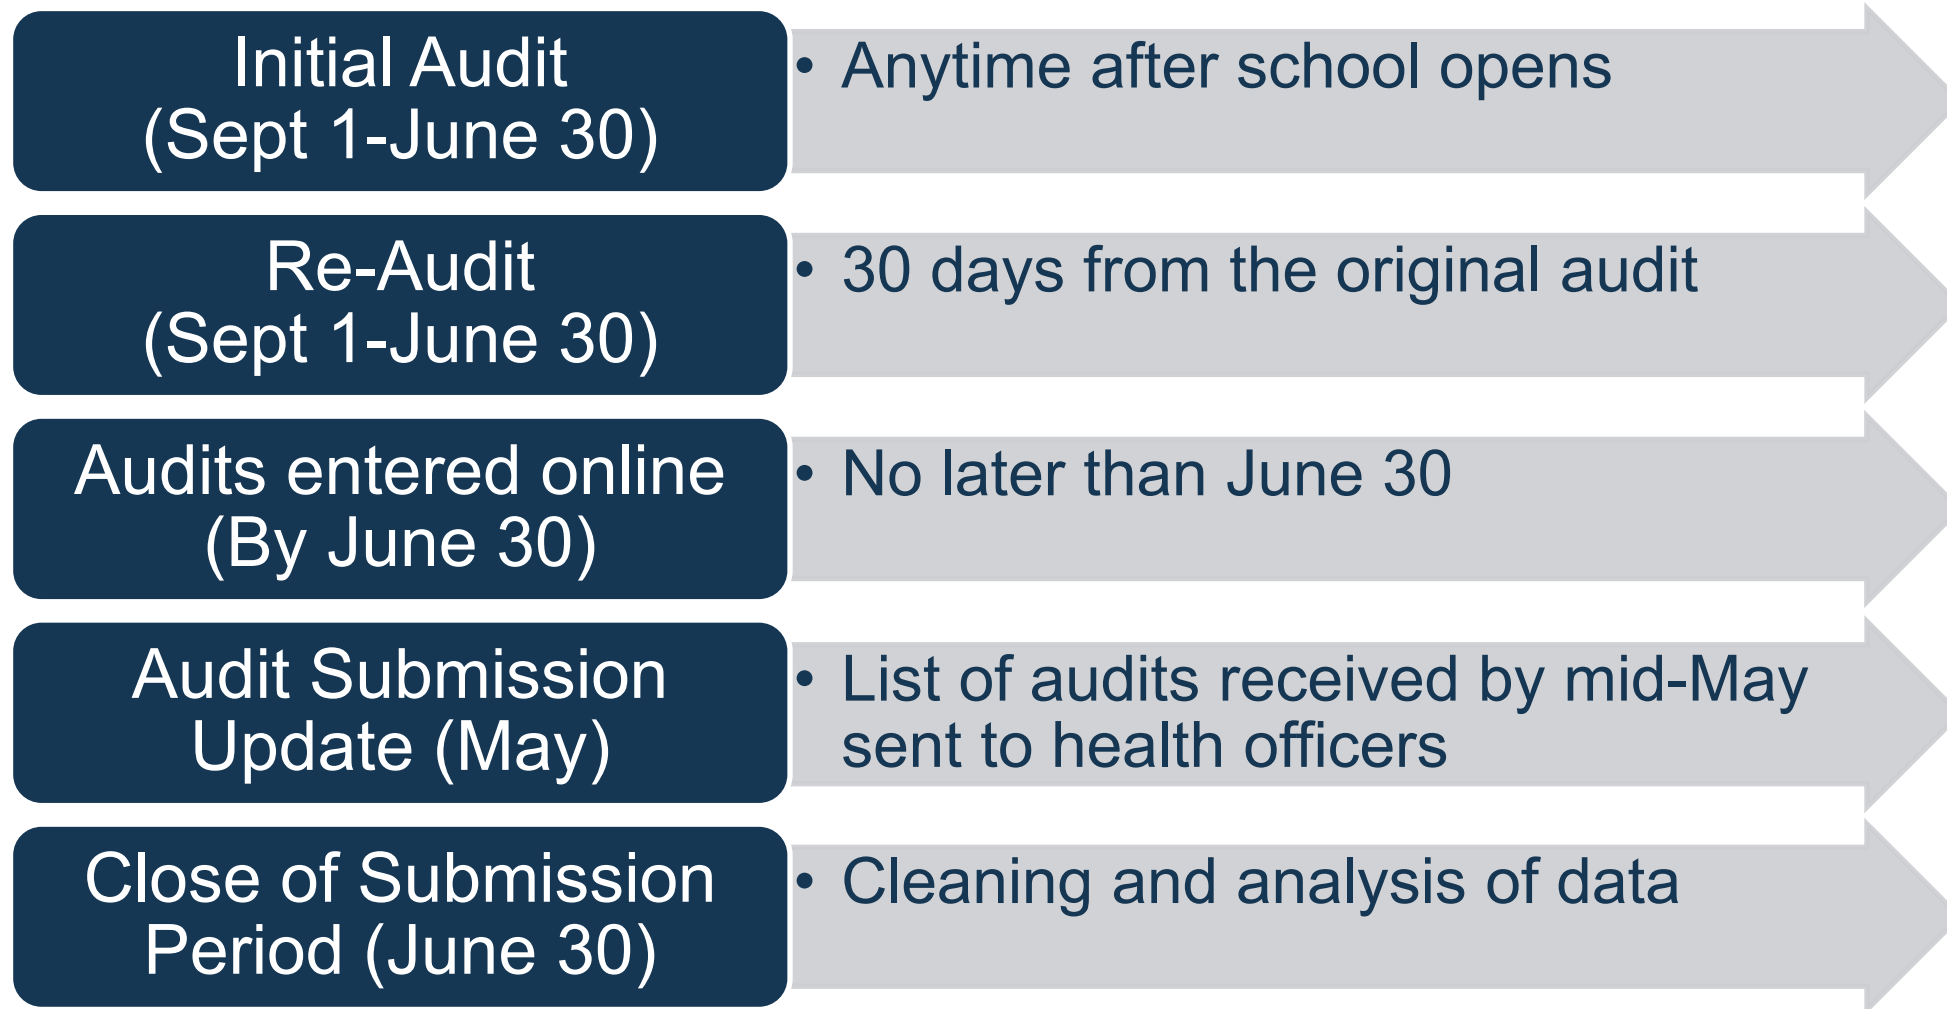 Initial Audit
(Sept 1-June 30)
• Anytime after school opens
Re-Audit
(Sept 1-June 30)
• 30 days from the original audit
Audits entered online
(By June 30)
• No later than June 30
Audit Submission
Update (May)
• List of audits received by mid-May
sent to health officers
Close of Submission
Period (June 30)
• Cleaning and analysis of data